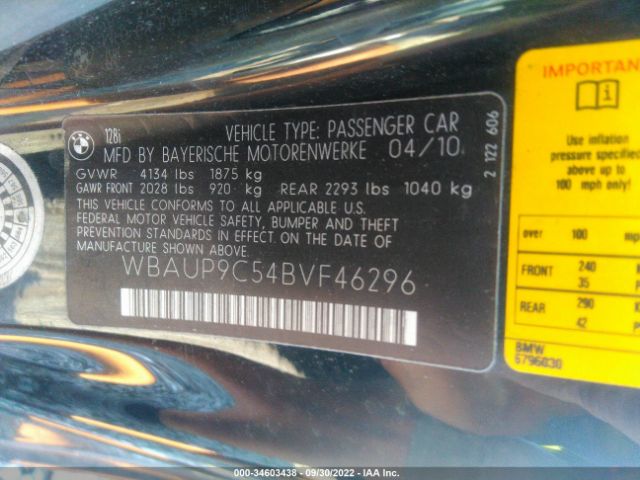 128i
VEHICLE TYPE: PASSENGER CAR
MFD BY BAYERISCHE MOTORENWERKE 04/10
GVWR 4134 lbs 1875 kg
GAWR FRONT 2028 lbs 920 kg REAR 2293 lbs 1040 kg
THIS VEHICLE CONFORMS TO ALL APPLICABLE U.S.
FEDERAL MOTOR VEHICLE SAFETY, BUMPER AND THEFT
PREVENTION STANDARDS IN EFFECT ON THE DATE OF
MANUFACTURE SHOWN ABOVE.
WBAUP9C54BVF46296
2 122 606
IMPORTAN
Use inflation
pressure specified
adjacent for
speeds up to
100 mph only!
over 100
FRONT 240
35
REAR 290
42
BMW
6796030
000-34603438 - 09/30/2022 - IAA Inc.